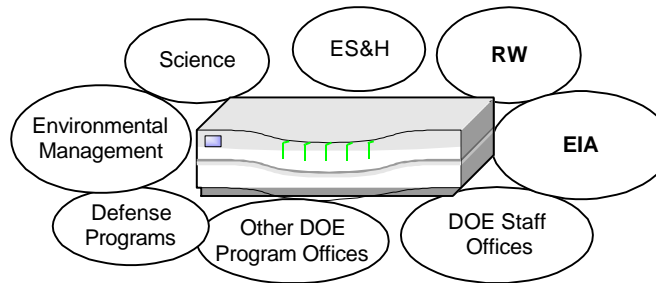 Science
ES&H
RW
Environmental
Management
EIA
Defense
Programs
Other DOE
Program Offices
DOE Staff
Offices